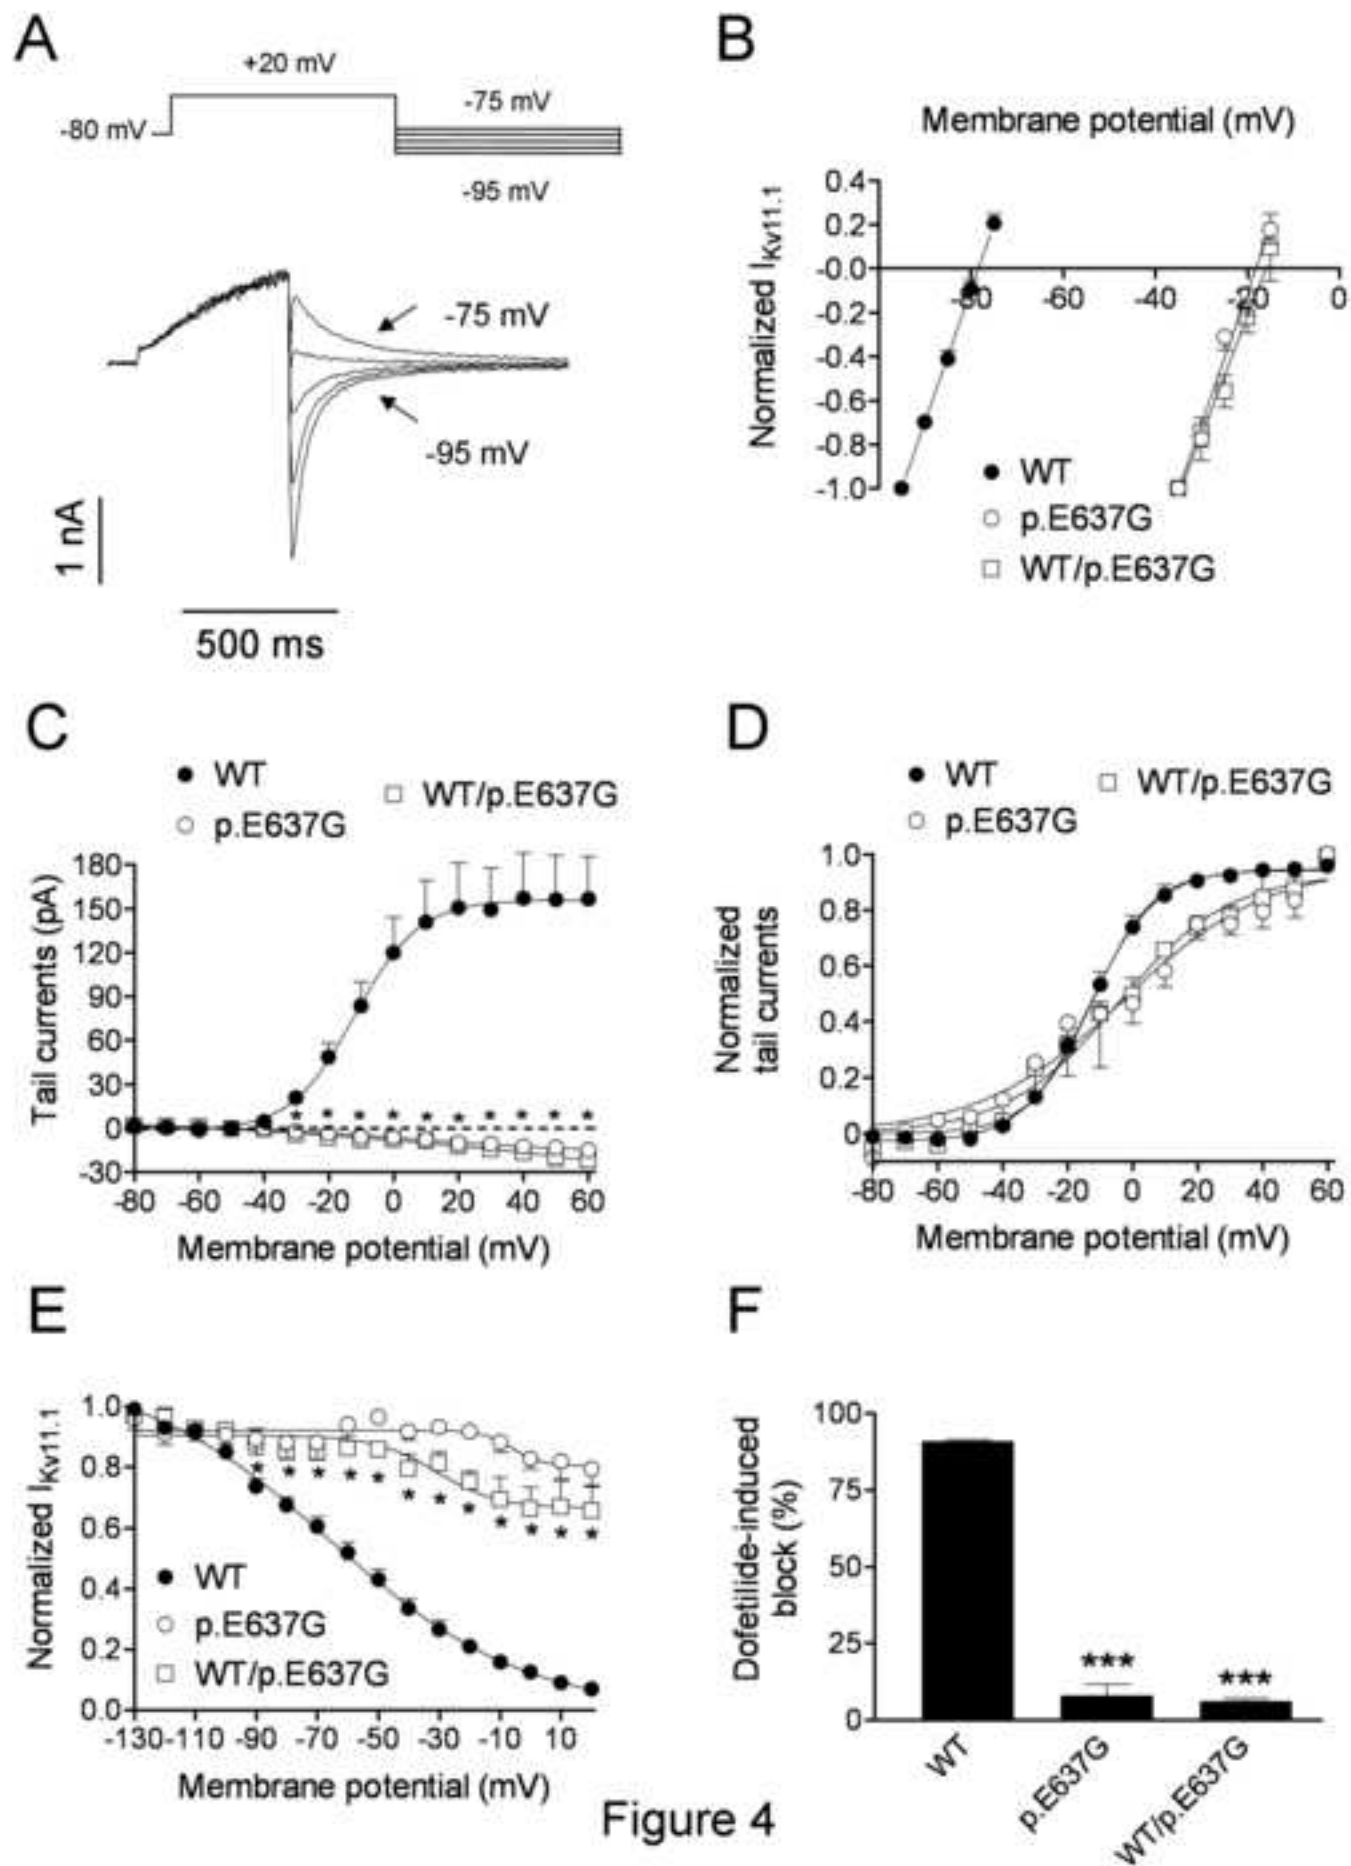 A
+20 mV
-75 mV
-80 mV
-95 mV
-75 mV
-95 mV
1 nA
500 ms
B
Membrane potential (mV)
Normalized IKv11.1
0.4
0.2
-0.0
-0.2
-0.4
-0.6
-0.8
-1.0
-80 -60 -40 -20 0
WT
p.E637G
WT/p.E637G
C
WT
WT/p.E637G
p.E637G
Tail currents (pA)
180
150
120
90
60
30
0
-30
* * * * * * * * * *
-80 -60 -40 -20 0 20 40 60
Membrane potential (mV)
D
WT
WT/p.E637G
p.E637G
Normalized
tail currents
1.0
0.8
0.6
0.4
0.2
0
-80 -60 -40 -20 0 20 40 60
Membrane potential (mV)
E
Normalized IKv11.1
1.0
0.8
0.6
0.4
0.2
0.0
* * * * * * * * * * * *
WT
p.E637G
WT/p.E637G
-130 -110 -90 -70 -50 -30 -10 10
Membrane potential (mV)
F
Dofetilide-induced
block (%)
100
75
50
25
0
*** ***
WT
p.E637G
WT/p.E637G
Figure 4